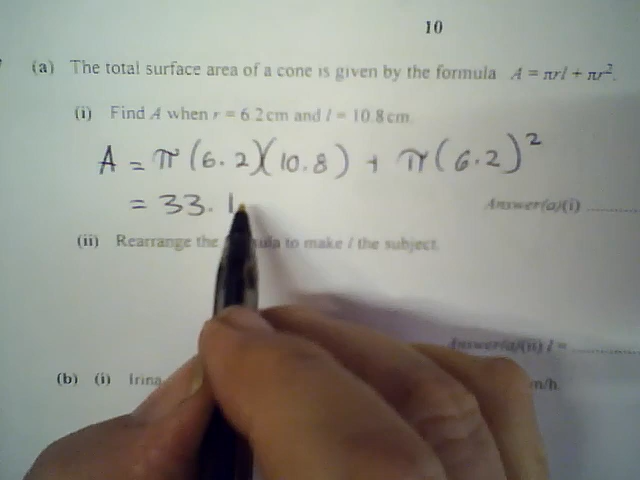 10
(a) The total surface area of a cone is given by the formula A = πrl + πr².
(i) Find A when r = 6.2 cm and l = 10.8 cm.
A = π(6.2)(10.8) + π(6.2)²
= 33.1
Answer(a)(i) ..........
(ii) Rearrange the to make l the subject.
Answer(a)(ii) l = ..........
(b) (i) Irina
m/h